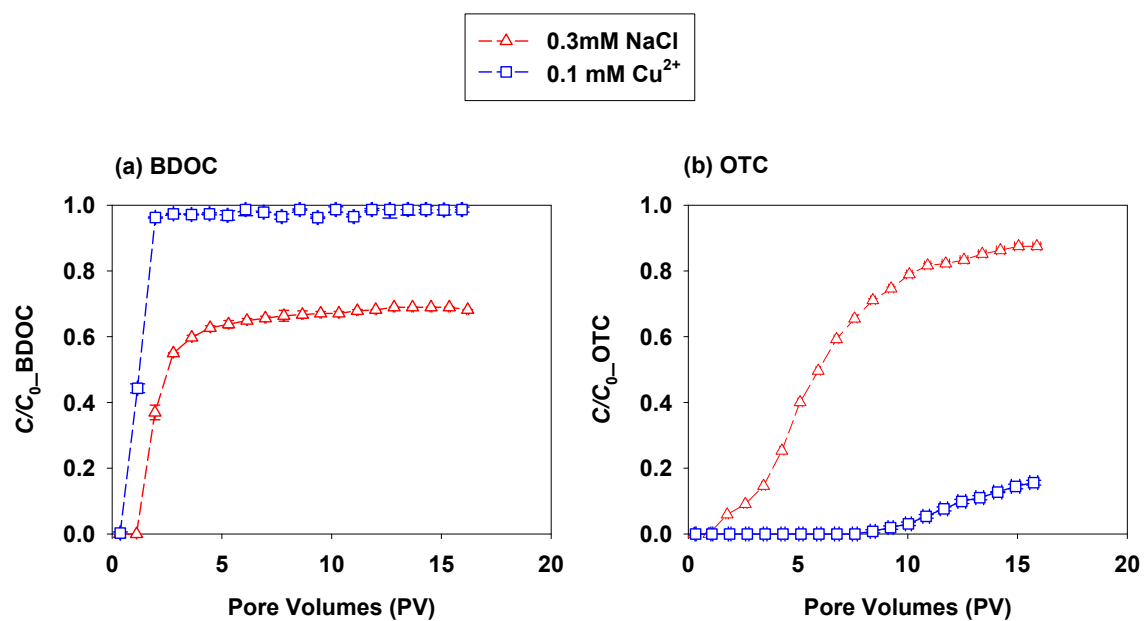 0.3mM NaCl
0.1 mM Cu²⁺
(a) BDOC
(b) OTC
C/C₀_BDOC
1.0
0.8
0.6
0.4
0.2
0.0
0 5 10 15 20
Pore Volumes (PV)
C/C₀_OTC
1.0
0.8
0.6
0.4
0.2
0.0
0 5 10 15 20
Pore Volumes (PV)